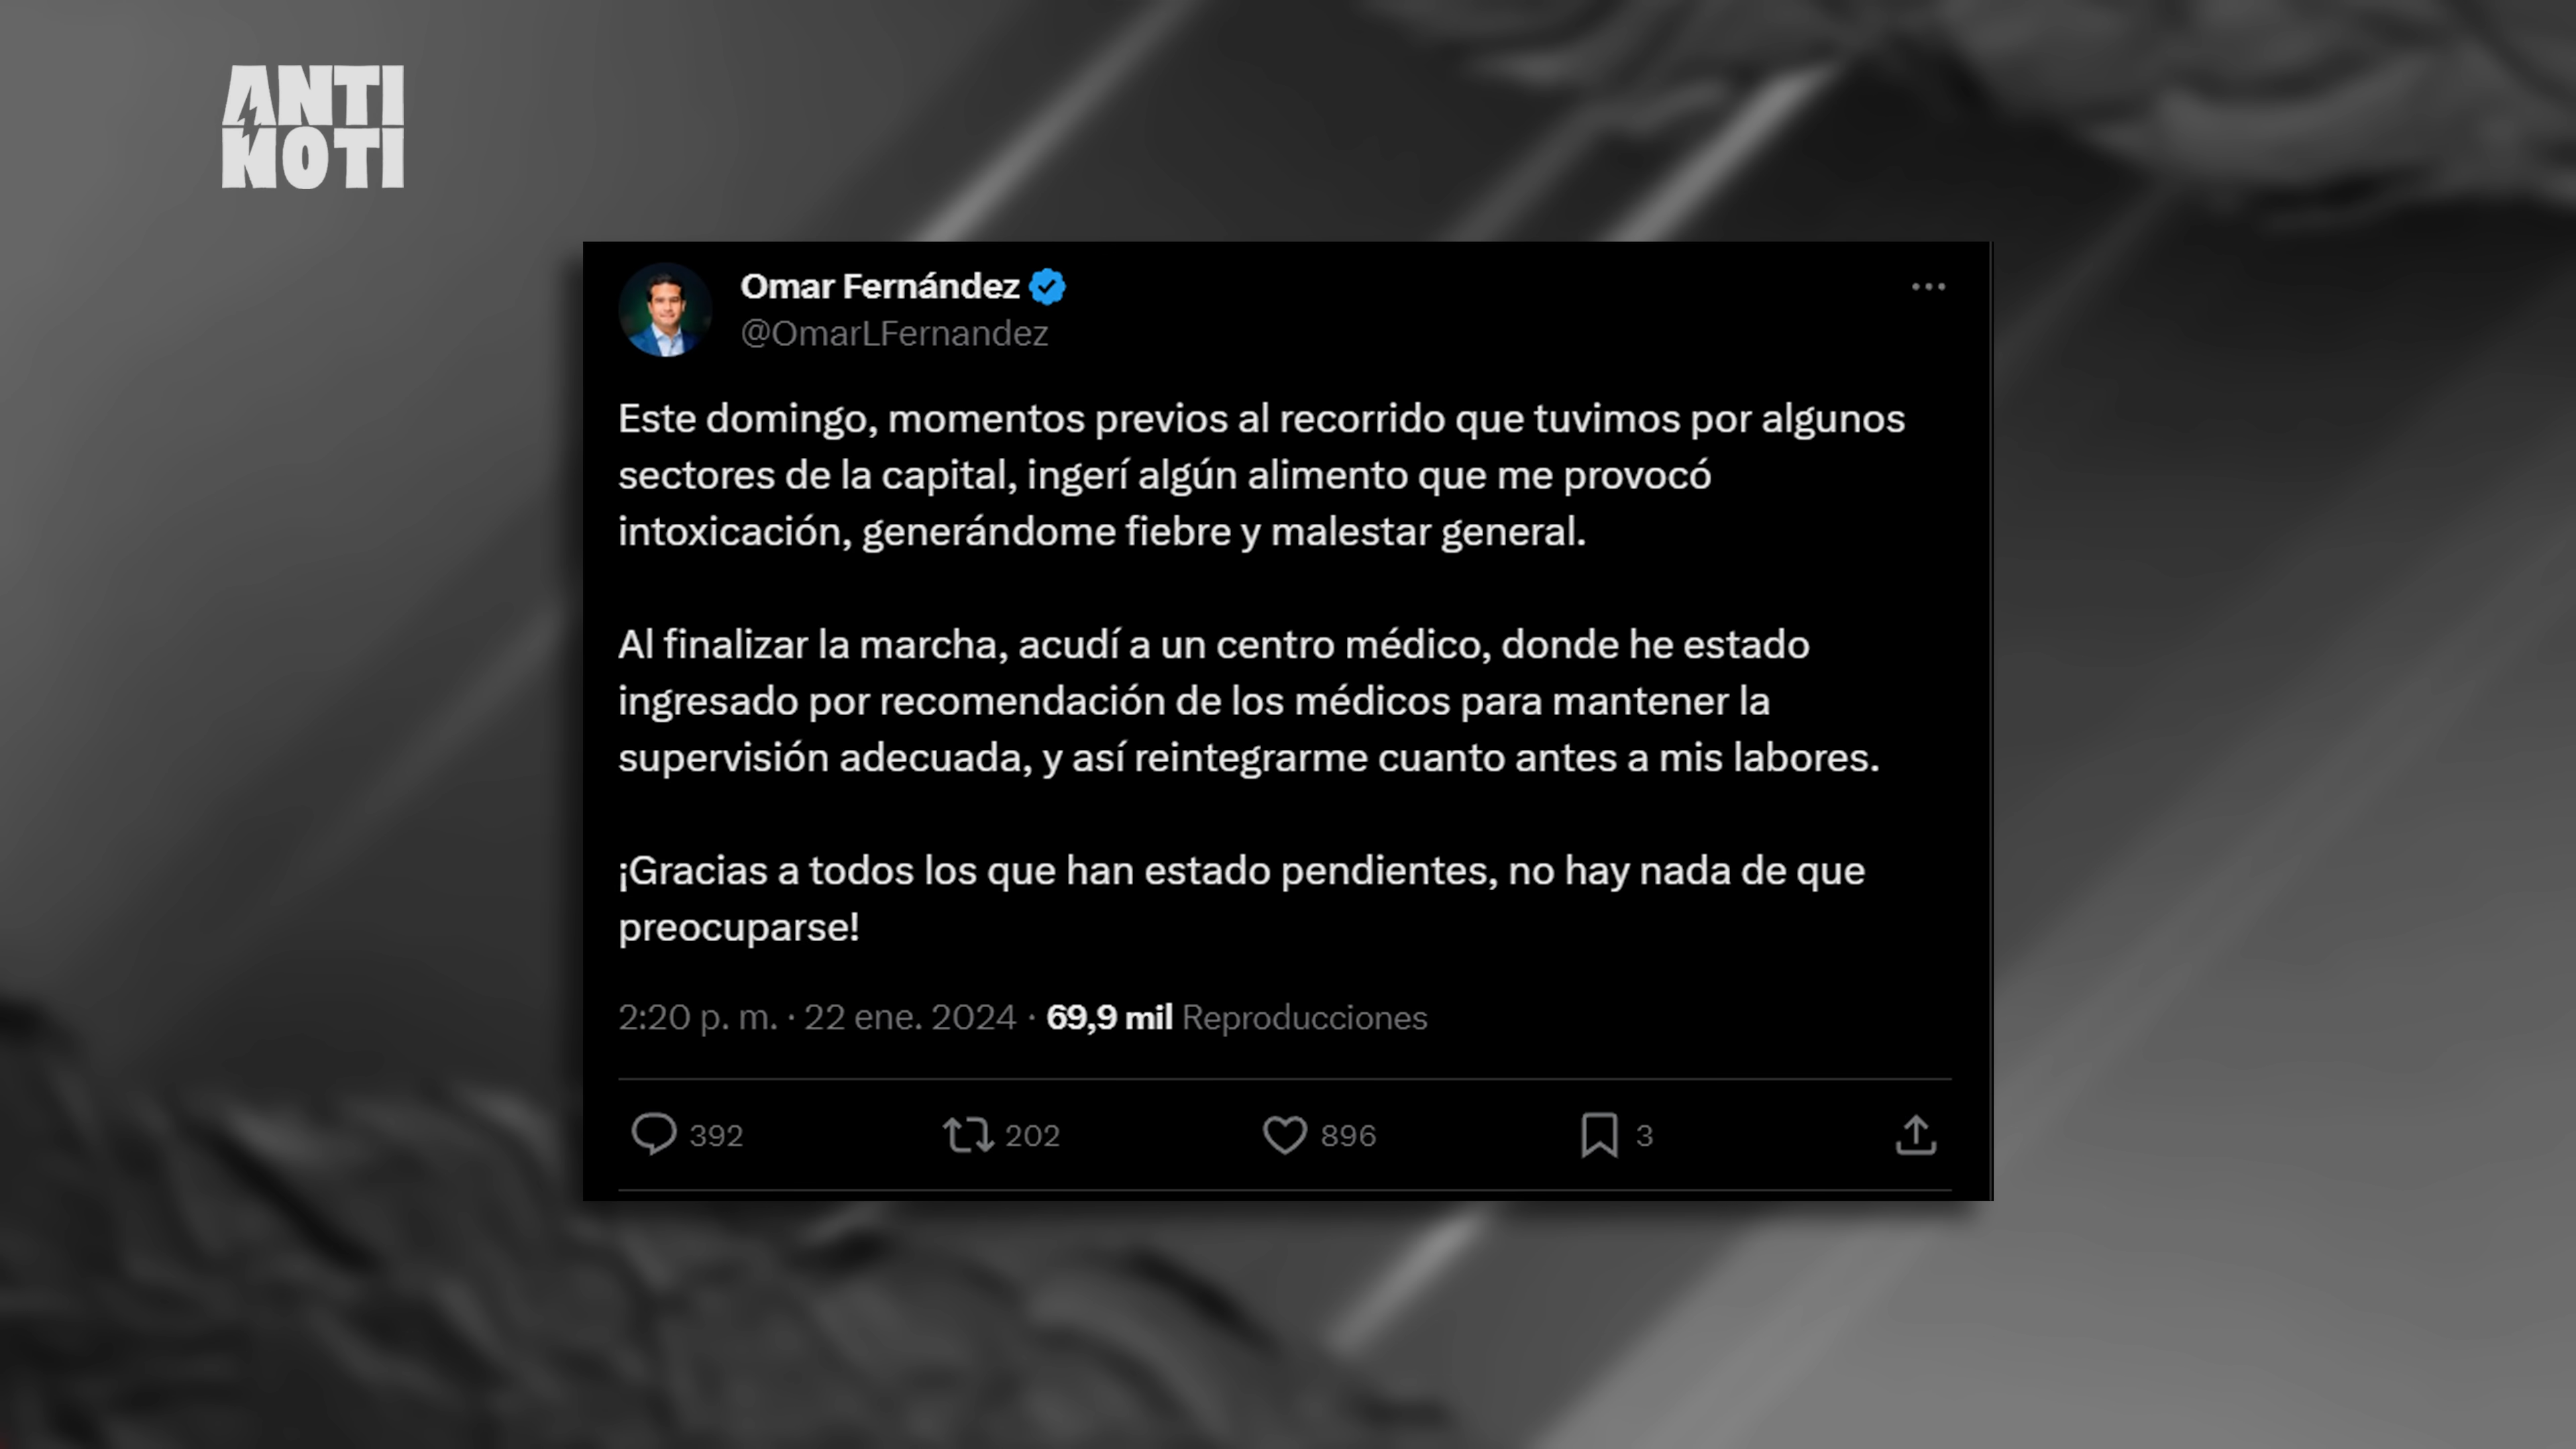 ANTI
NOTI
Omar Fernández
@OmarLFernandez
Este domingo, momentos previos al recorrido que tuvimos por algunos
sectores de la capital, ingerí algún alimento que me provocó
intoxicación, generándome fiebre y malestar general.
Al finalizar la marcha, acudí a un centro médico, donde he estado
ingresado por recomendación de los médicos para mantener la
supervisión adecuada, y así reintegrarme cuanto antes a mis labores.
¡Gracias a todos los que han estado pendientes, no hay nada de que
preocuparse!
2:20 p. m. · 22 ene. 2024 · 69,9 mil Reproducciones
392 202 896 3